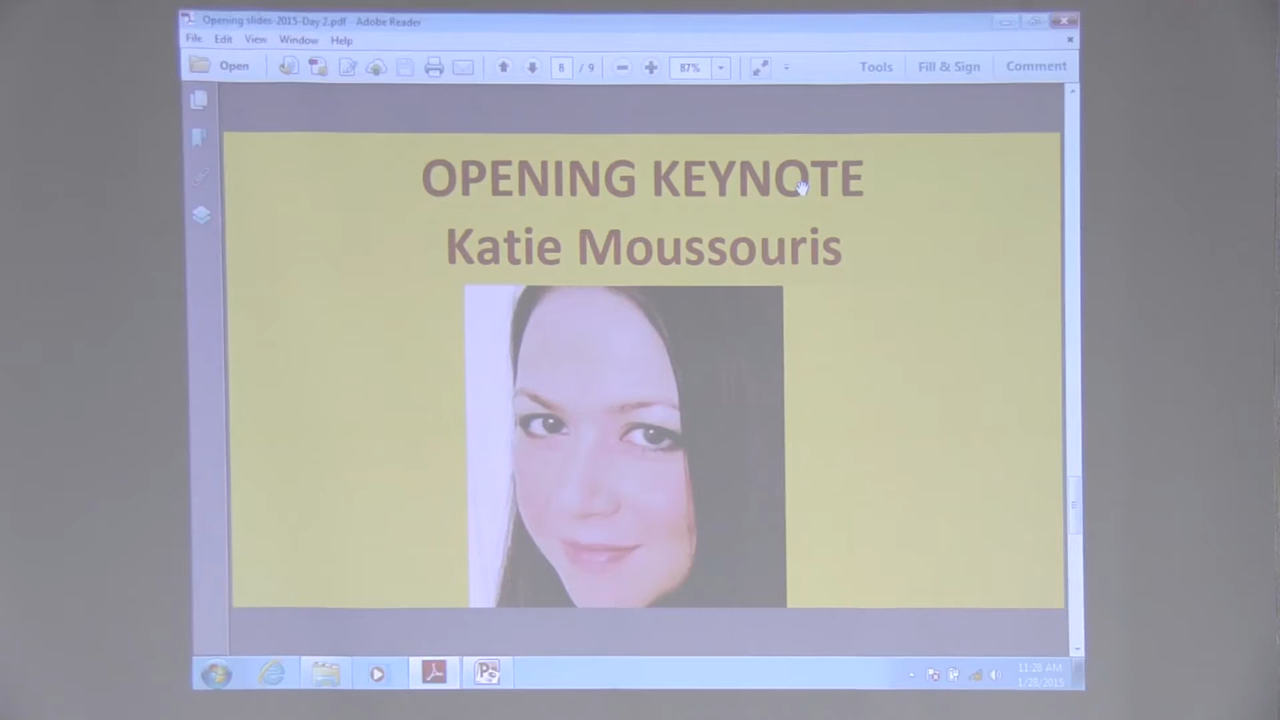 Opening slides-2015-Day 2.pdf - Adobe Reader
File Edit View Window Help
Open 8 / 9 87% Tools Fill & Sign Comment
OPENING KEYNOTE
Katie Moussouris
11:28 AM
1/28/2015